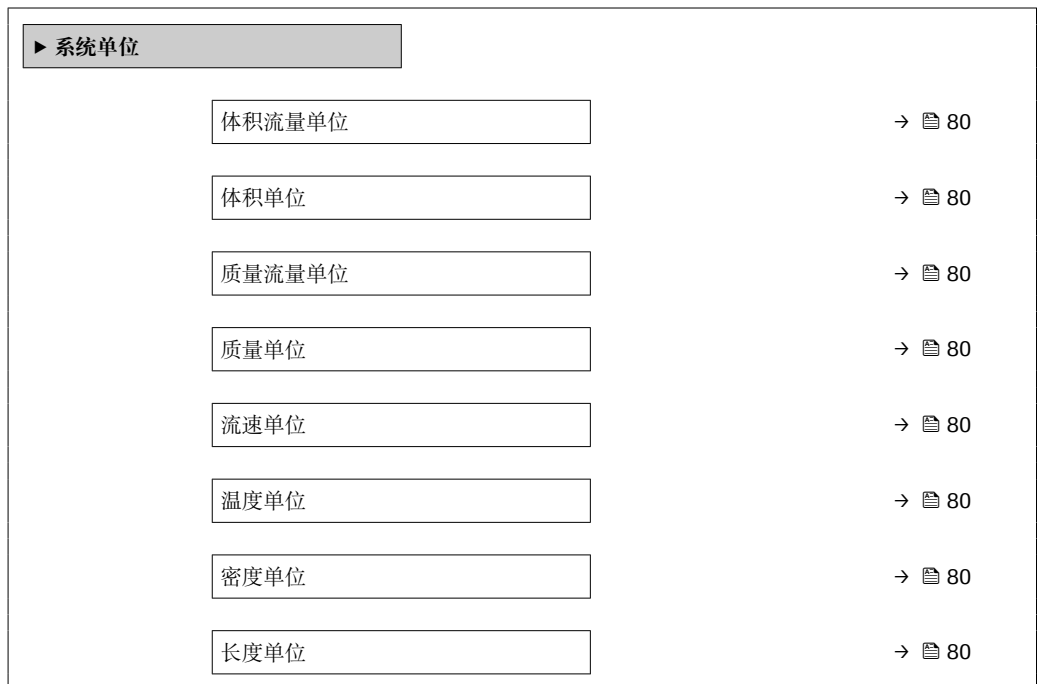 ▶ 系统单位
体积流量单位 → 🖹 80
体积单位 → 🖹 80
质量流量单位 → 🖹 80
质量单位 → 🖹 80
流速单位 → 🖹 80
温度单位 → 🖹 80
密度单位 → 🖹 80
长度单位 → 🖹 80